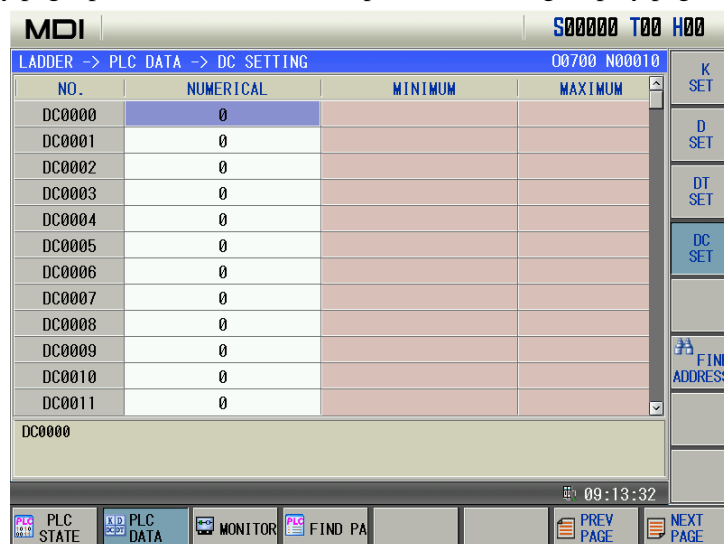 MDI S00000 T00 H00
LADDER -> PLC DATA -> DC SETTING O0700 N00010
NO. NUMERICAL MINIMUM MAXIMUM
DC0000 0
DC0001 0
DC0002 0
DC0003 0
DC0004 0
DC0005 0
DC0006 0
DC0007 0
DC0008 0
DC0009 0
DC0010 0
DC0011 0
DC0000
09:13:32
K
SET
D
SET
DT
SET
DC
SET
FIN
ADDRES
PLC
STATE
PLC
DATA
MONITOR
FIND PA
PREV
PAGE
NEXT
PAGE